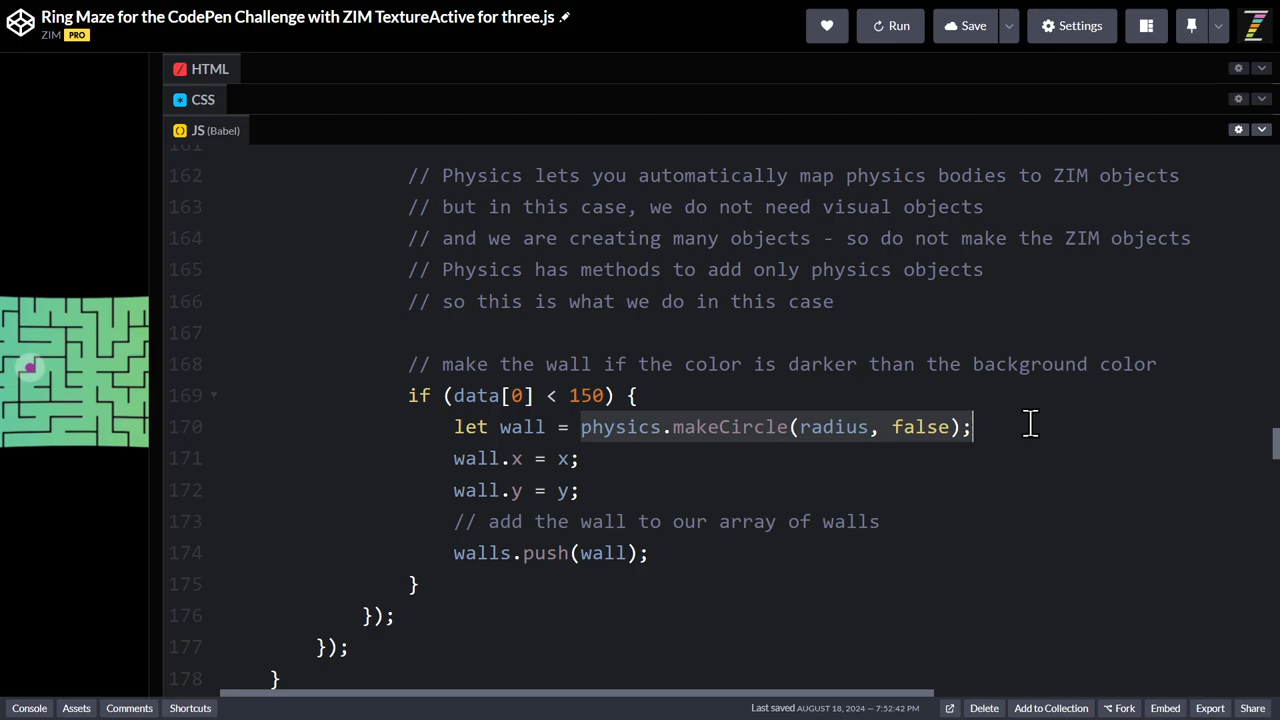 Ring Maze for the CodePen Challenge with ZIM TextureActive for three.js
ZIM PRO
Run
Save
Settings
HTML
CSS
JS (Babel)
161
162 // Physics lets you automatically map physics bodies to ZIM objects
163 // but in this case, we do not need visual objects
164 // and we are creating many objects - so do not make the ZIM objects
165 // Physics has methods to add only physics objects
166 // so this is what we do in this case
167
168 // make the wall if the color is darker than the background color
169 if (data[0] < 150) {
170 let wall = physics.makeCircle(radius, false);
171 wall.x = x;
172 wall.y = y;
173 // add the wall to our array of walls
174 walls.push(wall);
175 }
176 });
177 });
178 }
Console Assets Comments Shortcuts Last saved AUGUST 18, 2024 — 7:52:42 PM Delete Add to Collection Fork Embed Export Share